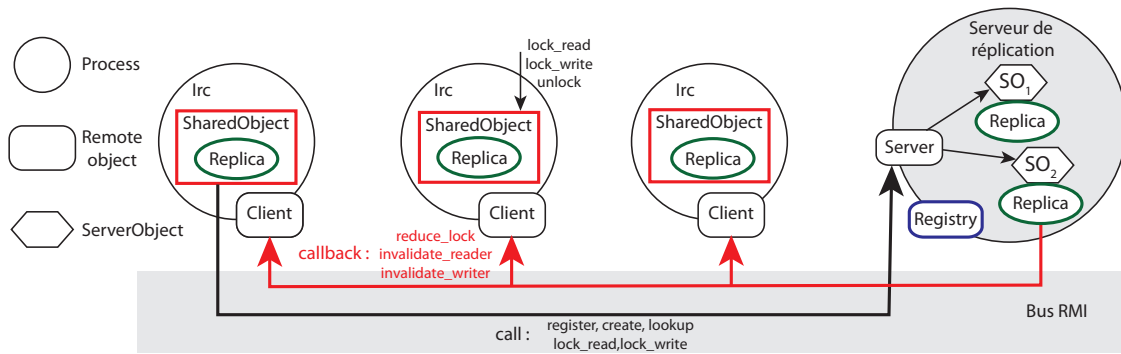 Process
Remote
object
ServerObject
Irc
SharedObject
Replica
Client
lock_read
lock_write
unlock
Irc
SharedObject
Replica
Client
Irc
SharedObject
Replica
Client
Serveur de
réplication
SO1
Replica
Server
SO2
Replica
Registry
callback :
reduce_lock
invalidate_reader
invalidate_writer
Bus RMI
call :
register, create, lookup
lock_read,lock_write